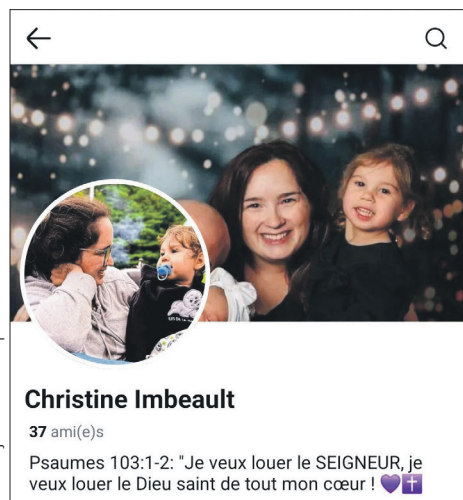 Christine Imbeault
37 ami(e)s
Psaumes 103:1-2: "Je veux louer le SEIGNEUR, je
veux louer le Dieu saint de tout mon cœur ! 💜✝️